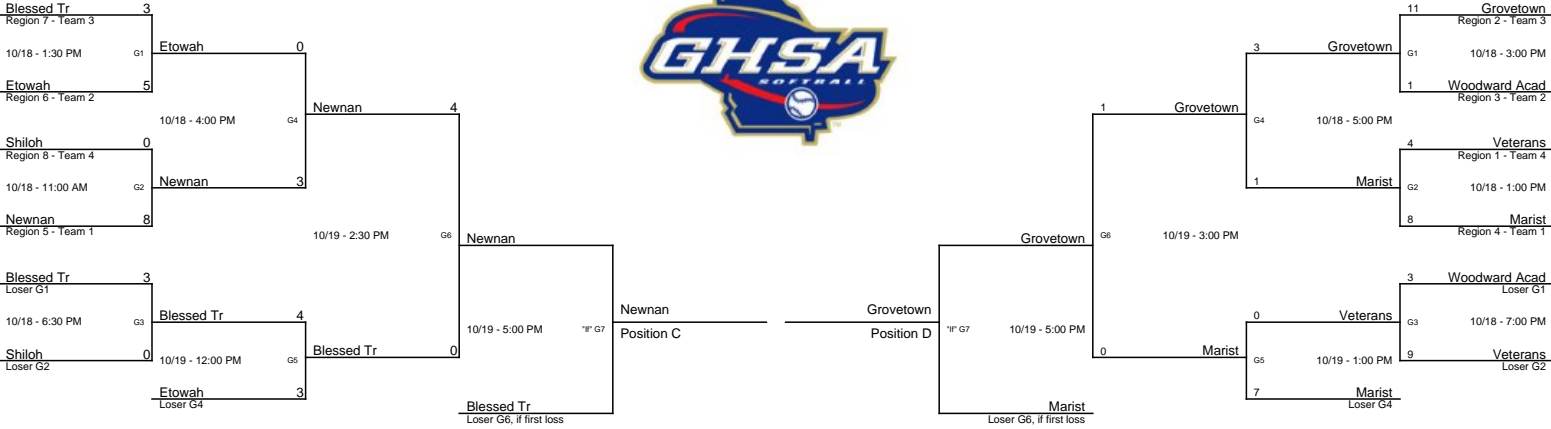 Blessed Tr 3
Region 7 - Team 3
10/18 - 1:30 PM G1
Etowah 0
Etowah 5
Region 6 - Team 2
10/18 - 4:00 PM G4
Newnan 4
Shiloh 0
Region 8 - Team 4
10/18 - 11:00 AM G2
Newnan 3
Newnan 8
Region 5 - Team 1
10/19 - 2:30 PM G6
Newnan
Blessed Tr 3
Loser G1
10/18 - 6:30 PM G3
Blessed Tr 4
Shiloh 0
Loser G2
10/19 - 12:00 PM G5
Blessed Tr 0
Etowah 3
Loser G4
10/19 - 5:00 PM "If" G7
Newnan
Position C
Blessed Tr
Loser G6, if first loss
GHSA
SOFTBALL
11 Grovetown
Region 2 - Team 3
3 Grovetown
G1 10/18 - 3:00 PM
1 Woodward Acad
Region 3 - Team 2
1 Grovetown
G4 10/18 - 5:00 PM
4 Veterans
Region 1 - Team 4
1 Marist
G2 10/18 - 1:00 PM
8 Marist
Region 4 - Team 1
Grovetown
G6 10/19 - 3:00 PM
3 Woodward Acad
Loser G1
0 Veterans
G3 10/18 - 7:00 PM
9 Veterans
Loser G2
0 Marist
G5 10/19 - 1:00 PM
7 Marist
Loser G4
Grovetown
Position D
"If" G7 10/19 - 5:00 PM
Marist
Loser G6, if first loss